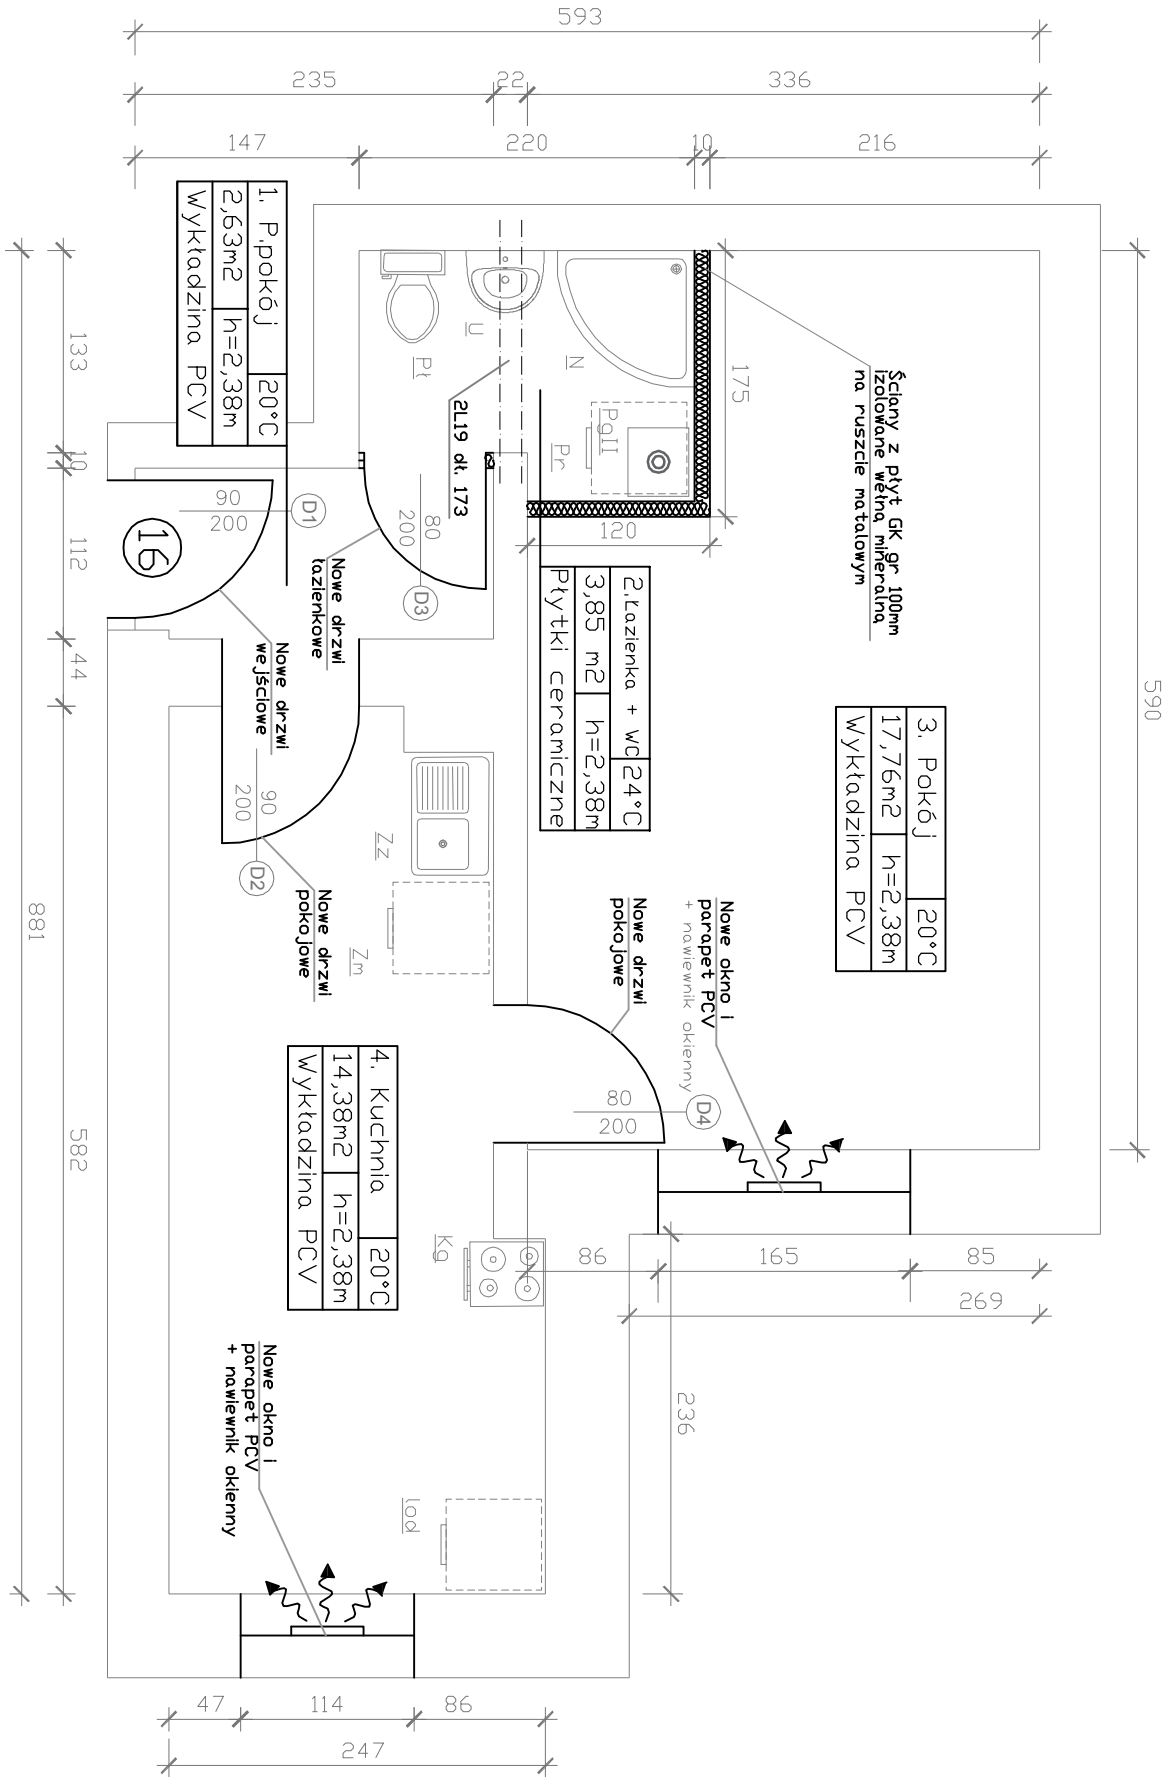 593
235
22
336
147
220
10
216
1. P.pokój
20°C
2,63m2
h=2,38m
Wykładzina PCV
133
10
112
44
582
881
590
175
120
Ściany z płyt GK gr 100mm
izolowane wełną mineralną
na ruszcie matalowym
Pł
U
N
PgII
Pr
2L19 dł. 173
90
200
D1
16
80
200
D3
Nowe drzwi
łazienkowe
Nowe drzwi
wejściowe
90
200
D2
Nowe drzwi
pokojowe
2.Łazienka + WC
24°C
3,85 m2
h=2,38m
Płytki ceramiczne
3. Pokój
20°C
17,76m2
h=2,38m
Wykładzina PCV
Zz
Zm
Nowe drzwi
pokojowe
Nowe okno i
parapet PCV
+ nawiewnik okienny
80
200
D4
4. Kuchnia
20°C
14,38m2
h=2,38m
Wykładzina PCV
Kg
86
165
85
269
236
Nowe okno i
parapet PCV
+ nawiewnik okienny
lod
47
114
86
247